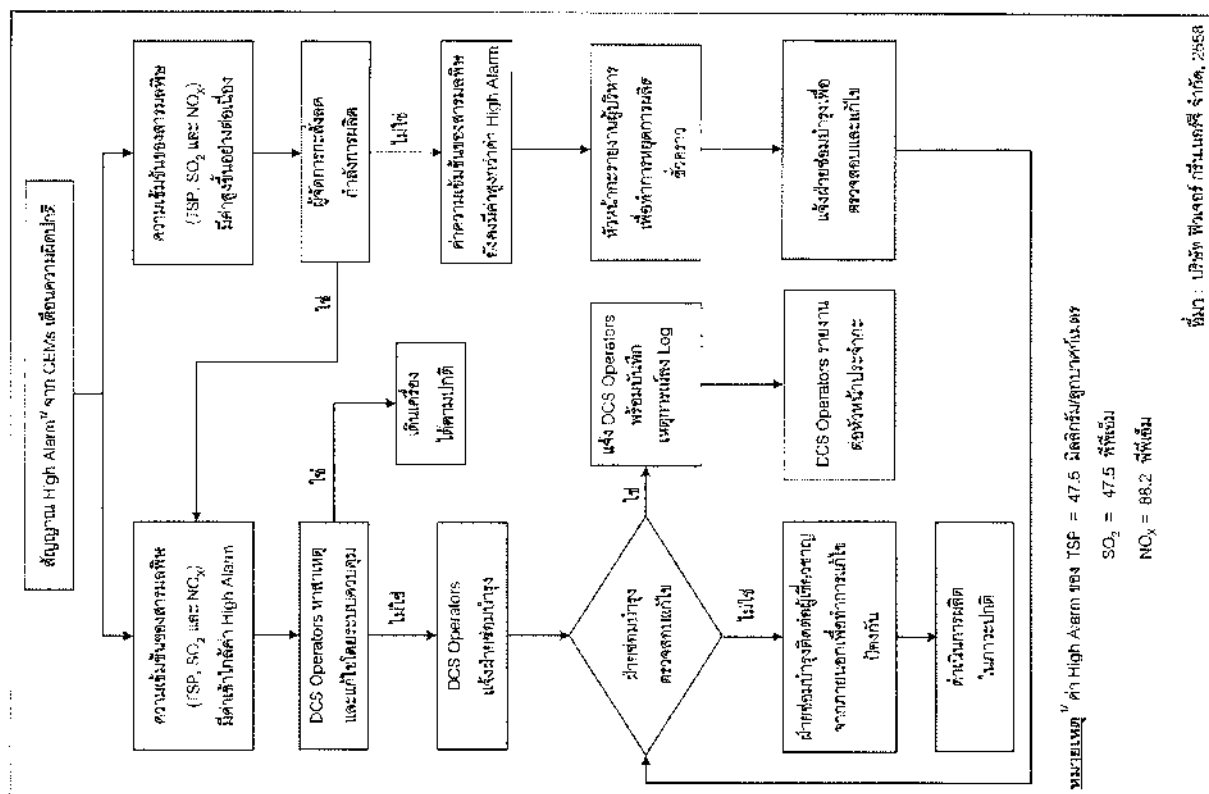 สัญญาณ High Alarm1/ จาก CEMs เตือนความผิดปกติ
ความเข้มข้นของสารมลพิษ
(TSP, SO2 และ NOX)
มีค่าเข้าใกล้ค่า High Alarm
ความเข้มข้นของสารมลพิษ
(TSP, SO2 และ NOX)
มีค่าสูงขึ้นอย่างต่อเนื่อง
DCS Operators หาสาเหตุ
และแก้ไขโดยระบบควบคุม
ใช่
เดินเครื่อง
ได้ตามปกติ
ใช่
ผู้จัดการกะสั่งลด
กำลังการผลิต
ไม่ใช่
ไม่ใช่
DCS Operators
แจ้งฝ่ายซ่อมบำรุง
ค่าความเข้มข้นของสารมลพิษ
ยังคงมีค่าสูงกว่าค่า High Alarm
ฝ่ายซ่อมบำรุง
ตรวจสอบแก้ไข
ใช่
แจ้ง DCS Operators
พร้อมบันทึก
เหตุการณ์ลง Log
หัวหน้ากะรายงานผู้บริหาร
เพื่อทำการหยุดการผลิต
ชั่วคราว
ไม่ใช่
ฝ่ายซ่อมบำรุงติดต่อผู้เชี่ยวชาญ
จากภายนอกเพื่อทำการแก้ไข
ป้องกัน
DCS Operators รายงาน
ต่อหัวหน้าประจำกะ
แจ้งฝ่ายซ่อมบำรุงเพื่อ
ตรวจสอบและแก้ไข
ดำเนินการผลิต
ในภาวะปกติ
หมายเหตุ 1/ ค่า High Alarm ของ TSP = 47.5 มิลลิกรัม/ลูกบาศก์เมตร
SO2 = 47.5 พีพีเอ็ม
NOX = 88.2 พีพีเอ็ม
ที่มา : บริษัท ฟิวเจอร์ กรีนเนอร์จี จำกัด, 2558